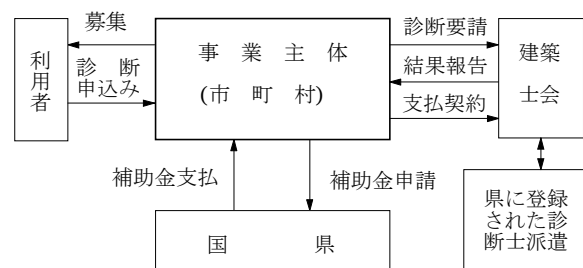 募集
利用者
診断
申込み
事業主体
(市町村)
診断要請
結果報告
支払契約
建築
士会
補助金支払
補助金申請
国 県
県に登録
された診
断士派遣